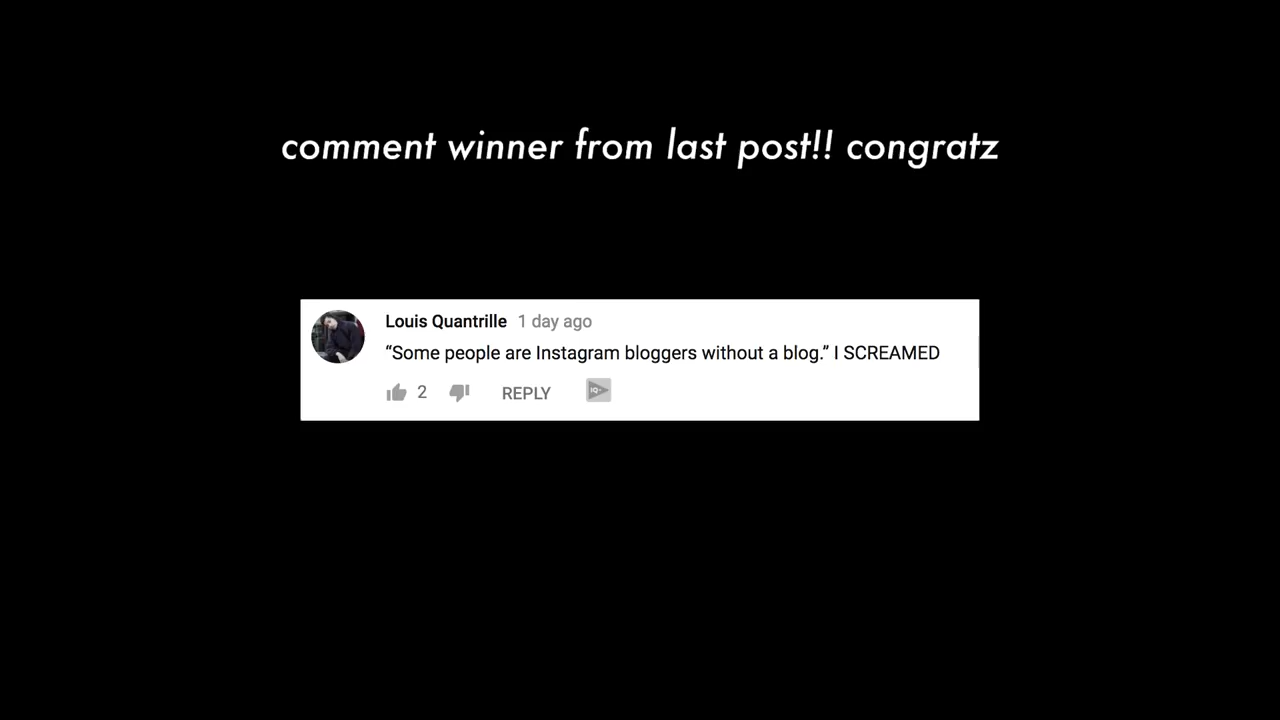 comment winner from last post!! congratz
Louis Quantrille 1 day ago
“Some people are Instagram bloggers without a blog.” I SCREAMED
2 REPLY IQ+